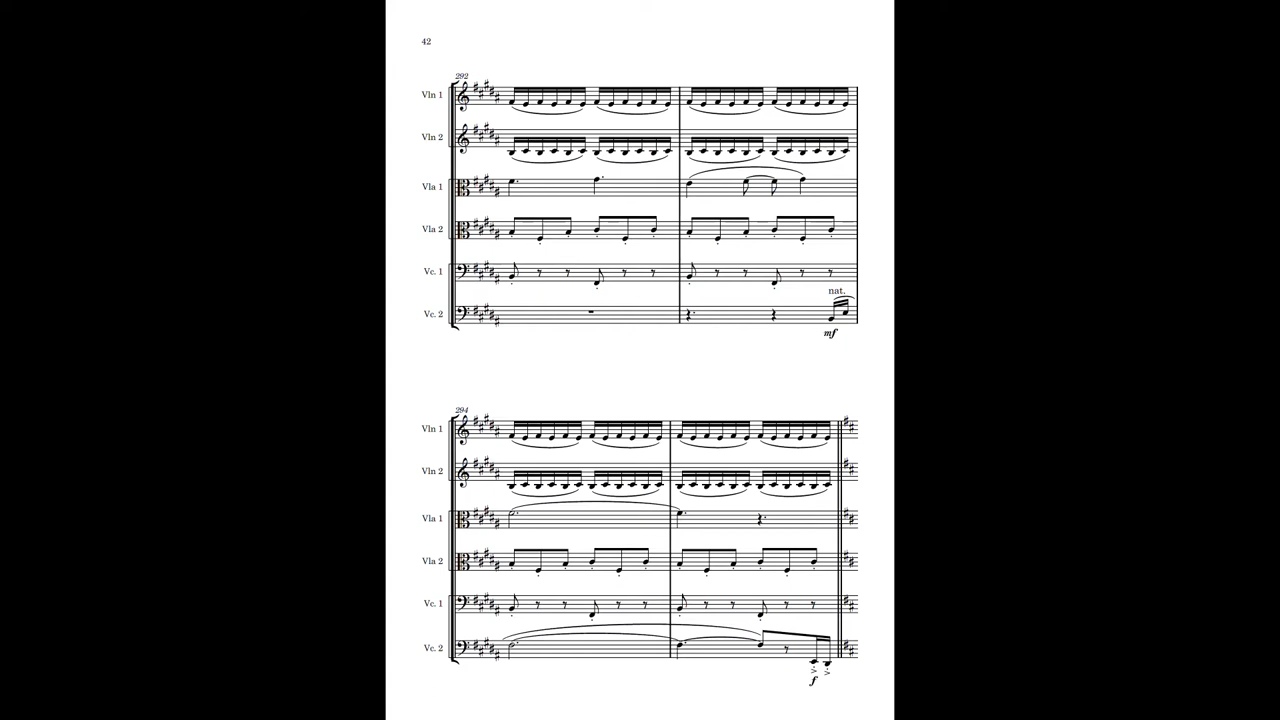 42
292
Vln 1
Vln 2
Vla 1
Vla 2
Vc. 1
nat.
Vc. 2
mf
294
Vln 1
Vln 2
Vla 1
Vla 2
Vc. 1
Vc. 2
f